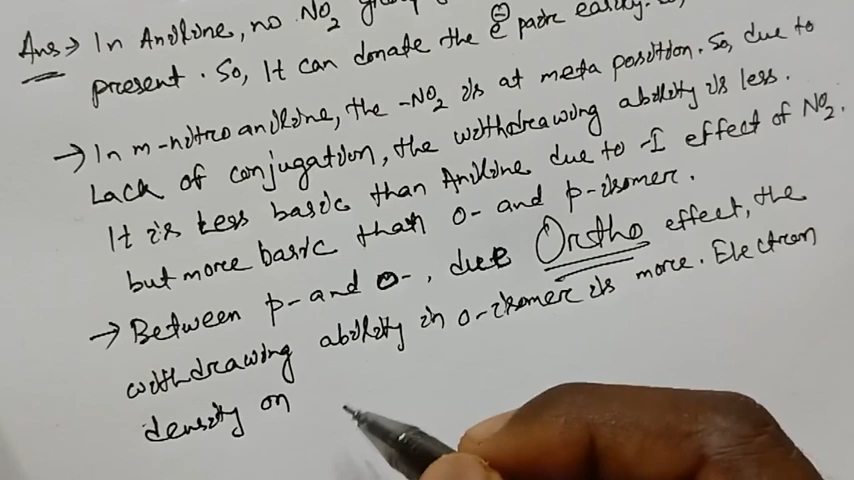 Ans → In Aniline, no NO2 group
present. So, It can donate the e⊖ pair easily.
→ In m-nitroaniline, the -NO2 is at meta position. So, due to
Lack of conjugation, the withdrawing ability is less.
It is Less basic than Aniline due to -I effect of NO2.
but more basic than o- and p-isomer.
→ Between p- and o-, due Ortho effect, the
withdrawing ability in o-isomer is more. Electron
density on